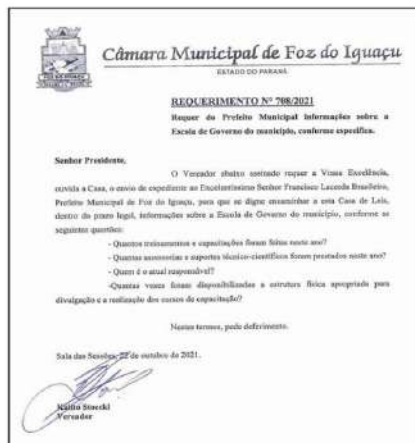 Câmara Municipal de Foz do Iguaçu
ESTADO DO PARANÁ
REQUERIMENTO Nº 708/2021
Requer do Prefeito Municipal informações sobre a
Escola de Governo do município, conforme especifica.
Senhor Presidente,
O Vereador abaixo assinado requer a Vossa Excelência,
ouvida a Casa, o envio de expediente ao Excelentíssimo Senhor Francisco Lacerda Brasileiro,
Prefeito Municipal de Foz do Iguaçu, para que se digne encaminhar a esta Casa de Leis,
dentro do prazo legal, informações sobre a Escola de Governo do município, conforme as
seguintes questões:
- Quantos treinamentos e capacitações foram feitos neste ano?
- Quantas assessorias e suportes técnico-científicos foram prestados neste ano?
- Quem é o atual responsável?
-Quantas vezes foram disponibilizadas a estrutura física apropriada para
divulgação e a realização dos cursos de capacitação?
Nestes termos, pede deferimento.
Sala das Sessões, 22 de outubro de 2021.
Kalito Stoeckl
Vereador